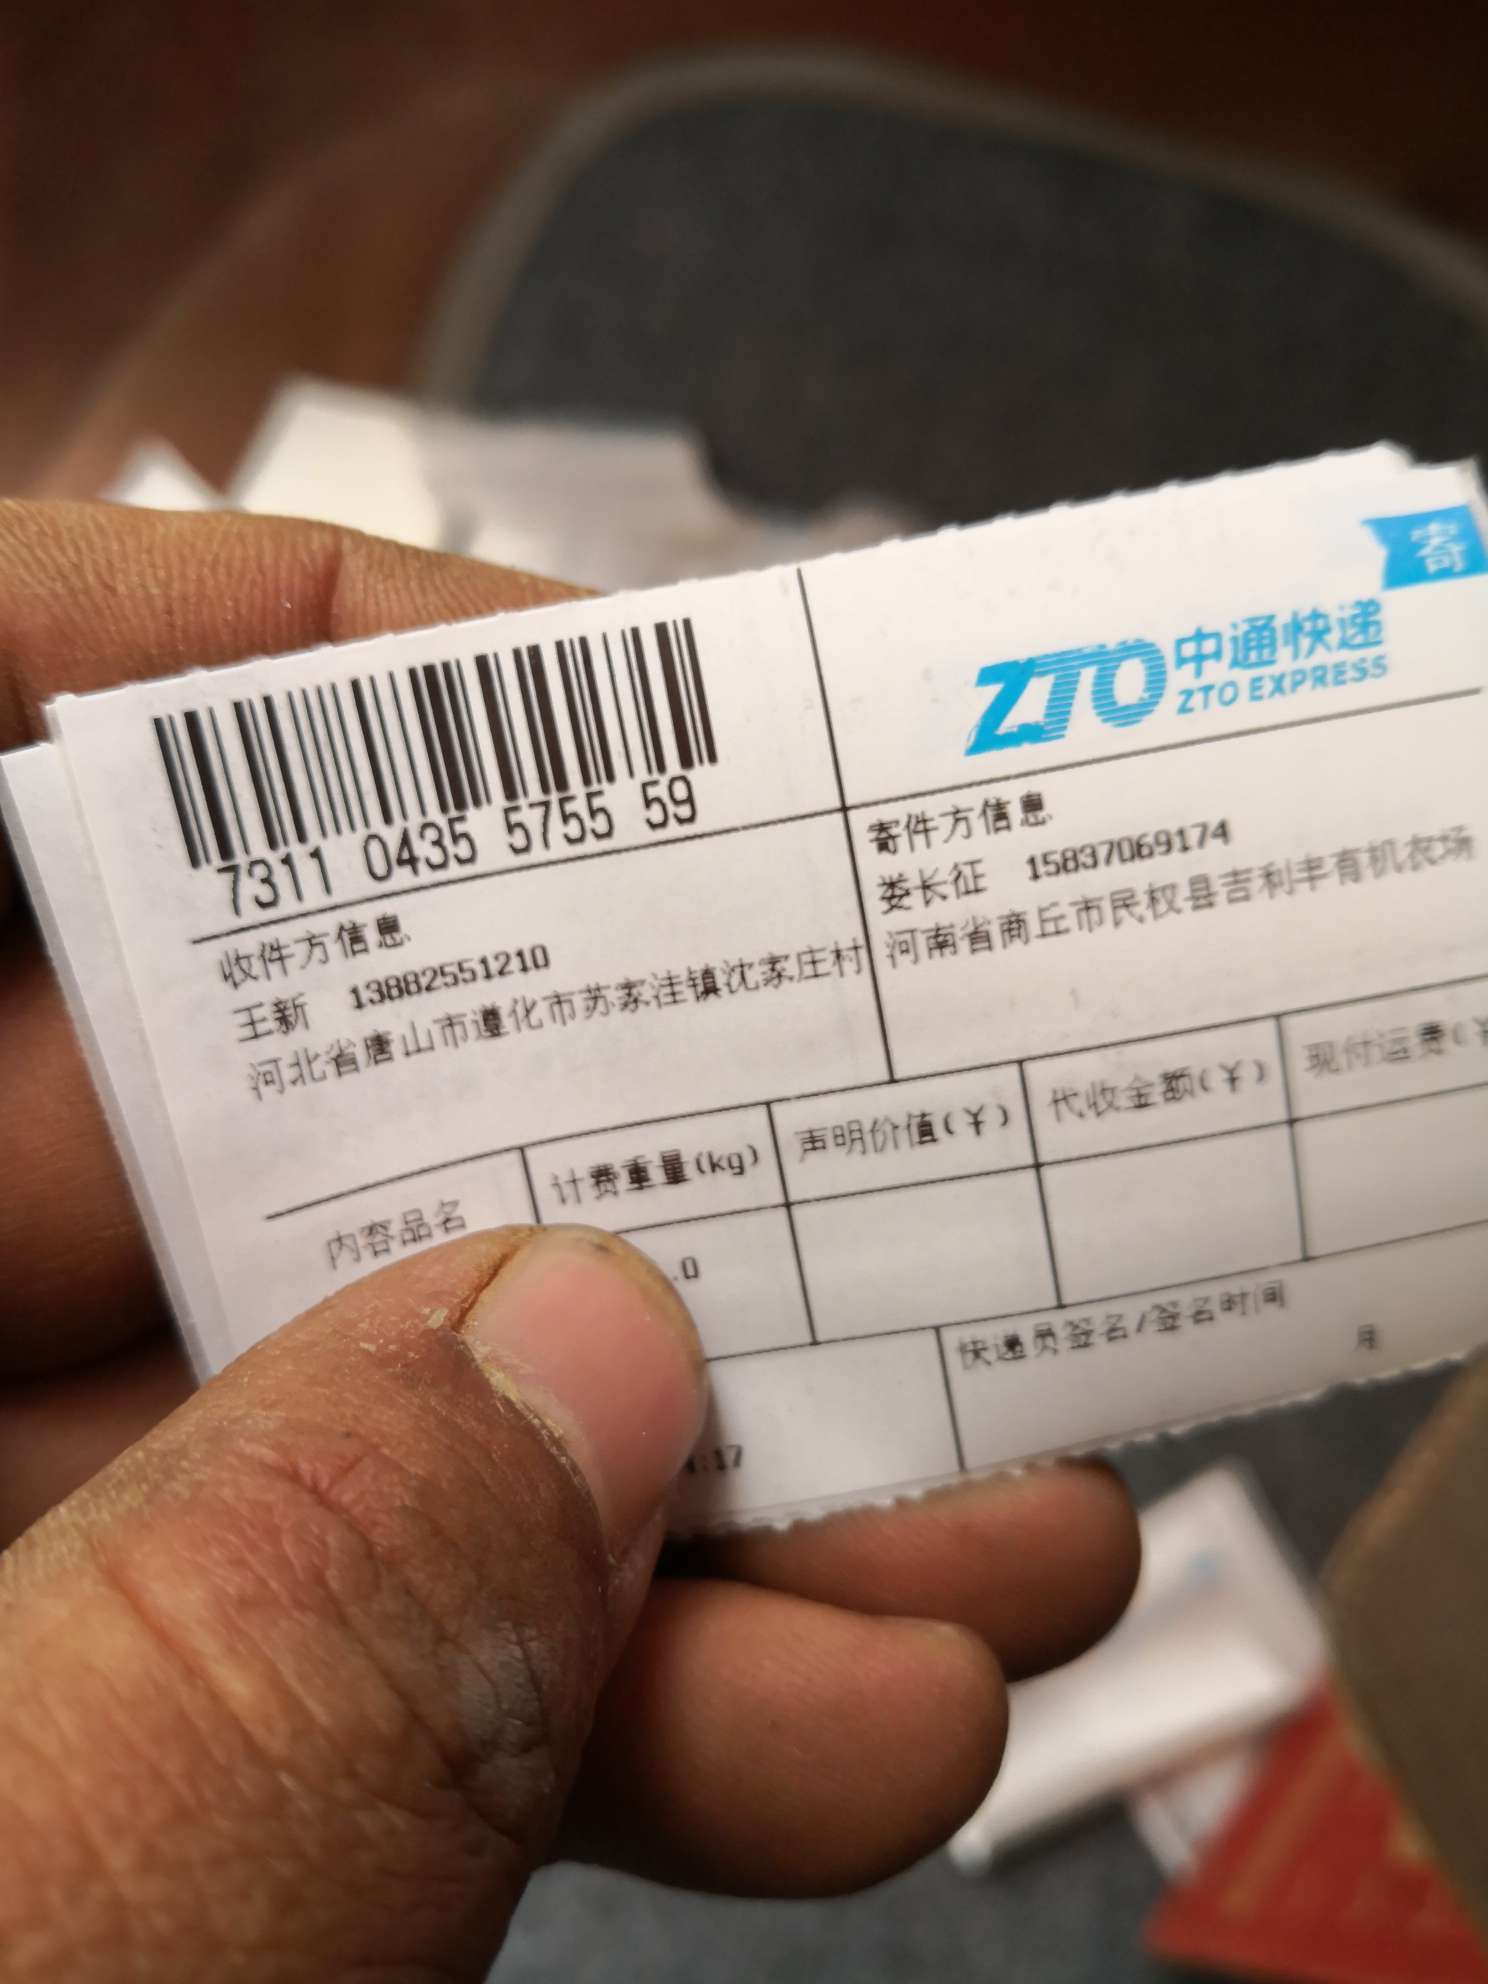 寄
ZTO 中通快递
ZTO EXPRESS
7311 0435 5755 59
收件方信息
王新 13882551210
河北省唐山市遵化市苏家洼镇沈家庄村
寄件方信息
娄长征 15837069174
河南省商丘市民权县吉利丰有机农场
内容品名 计费重量(kg) 声明价值(¥) 代收金额(¥) 现付运费(¥
.0
快递员签名/签名时间
月
:17